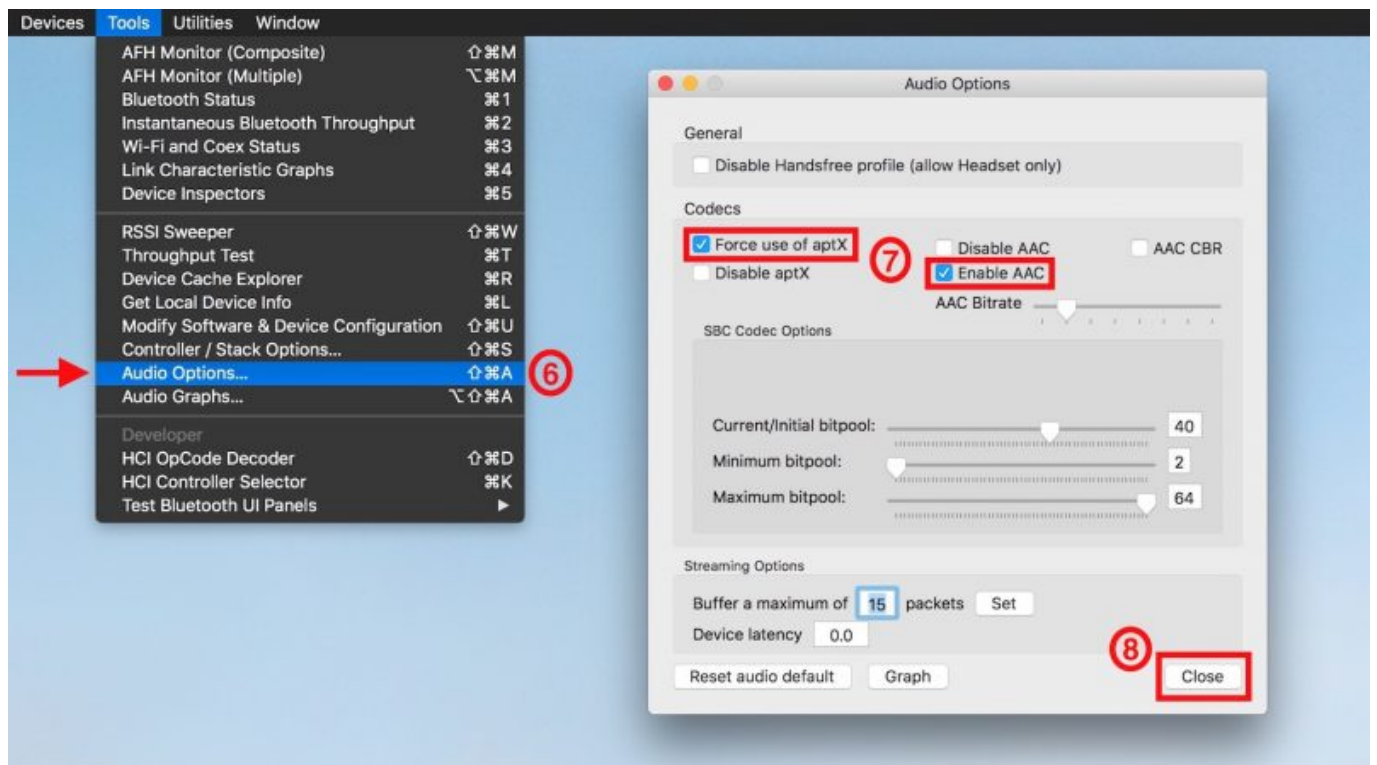 Devices Tools Utilities Window
AFH Monitor (Composite) ⇧⌘M
AFH Monitor (Multiple) ⌥⌘M
Bluetooth Status ⌘1
Instantaneous Bluetooth Throughput ⌘2
Wi-Fi and Coex Status ⌘3
Link Characteristic Graphs ⌘4
Device Inspectors ⌘5
RSSI Sweeper ⇧⌘W
Throughput Test ⌘T
Device Cache Explorer ⌘R
Get Local Device Info ⌘L
Modify Software & Device Configuration ⇧⌘U
Controller / Stack Options... ⇧⌘S
Audio Options... ⇧⌘A ⑥
Audio Graphs... ⌥⇧⌘A
Developer
HCI OpCode Decoder ⇧⌘D
HCI Controller Selector ⌘K
Test Bluetooth UI Panels ▶
Audio Options
General
Disable Handsfree profile (allow Headset only)
Codecs
Force use of aptX ⑦ Disable AAC AAC CBR
Disable aptX Enable AAC
AAC Bitrate
SBC Codec Options
Current/Initial bitpool: 40
Minimum bitpool: 2
Maximum bitpool: 64
Streaming Options
Buffer a maximum of 15 packets Set
Device latency 0.0
⑧
Reset audio default Graph Close